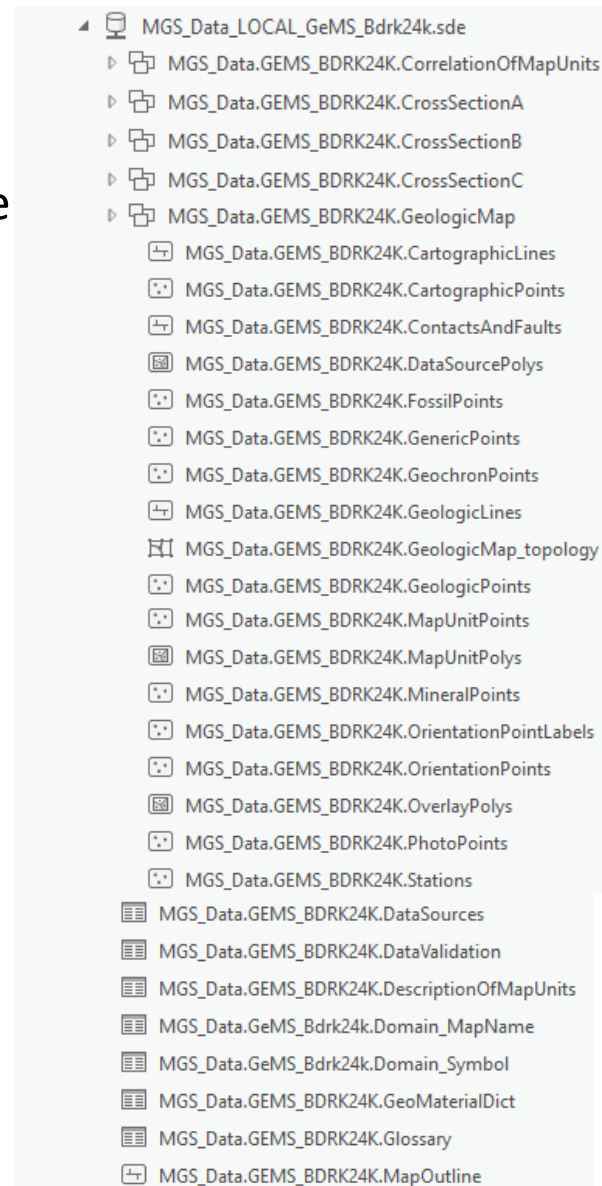 MGS_Data_LOCAL_GeMS_Bdrk24k.sde
MGS_Data.GEMS_BDRK24K.CorrelationOfMapUnits
MGS_Data.GEMS_BDRK24K.CrossSectionA
MGS_Data.GEMS_BDRK24K.CrossSectionB
MGS_Data.GEMS_BDRK24K.CrossSectionC
e
MGS_Data.GEMS_BDRK24K.GeologicMap
MGS_Data.GEMS_BDRK24K.CartographicLines
MGS_Data.GEMS_BDRK24K.CartographicPoints
MGS_Data.GEMS_BDRK24K.ContactsAndFaults
MGS_Data.GEMS_BDRK24K.DataSourcePolys
MGS_Data.GEMS_BDRK24K.FossilPoints
MGS_Data.GEMS_BDRK24K.GenericPoints
MGS_Data.GEMS_BDRK24K.GeochronPoints
MGS_Data.GEMS_BDRK24K.GeologicLines
MGS_Data.GEMS_BDRK24K.GeologicMap_topology
MGS_Data.GEMS_BDRK24K.GeologicPoints
MGS_Data.GEMS_BDRK24K.MapUnitPoints
MGS_Data.GEMS_BDRK24K.MapUnitPolys
MGS_Data.GEMS_BDRK24K.MineralPoints
MGS_Data.GEMS_BDRK24K.OrientationPointLabels
MGS_Data.GEMS_BDRK24K.OrientationPoints
MGS_Data.GEMS_BDRK24K.OverlayPolys
MGS_Data.GEMS_BDRK24K.PhotoPoints
MGS_Data.GEMS_BDRK24K.Stations
MGS_Data.GEMS_BDRK24K.DataSources
MGS_Data.GEMS_BDRK24K.DataValidation
MGS_Data.GEMS_BDRK24K.DescriptionOfMapUnits
MGS_Data.GeMS_Bdrk24k.Domain_MapName
MGS_Data.GeMS_Bdrk24k.Domain_Symbol
MGS_Data.GEMS_BDRK24K.GeoMaterialDict
MGS_Data.GEMS_BDRK24K.Glossary
MGS_Data.GEMS_BDRK24K.MapOutline